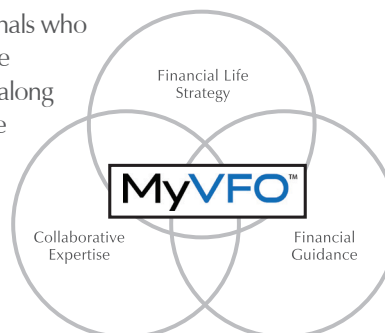 nals who
e
along
e
Financial Life
Strategy
MyVFO™
Collaborative
Expertise
Financial
Guidance